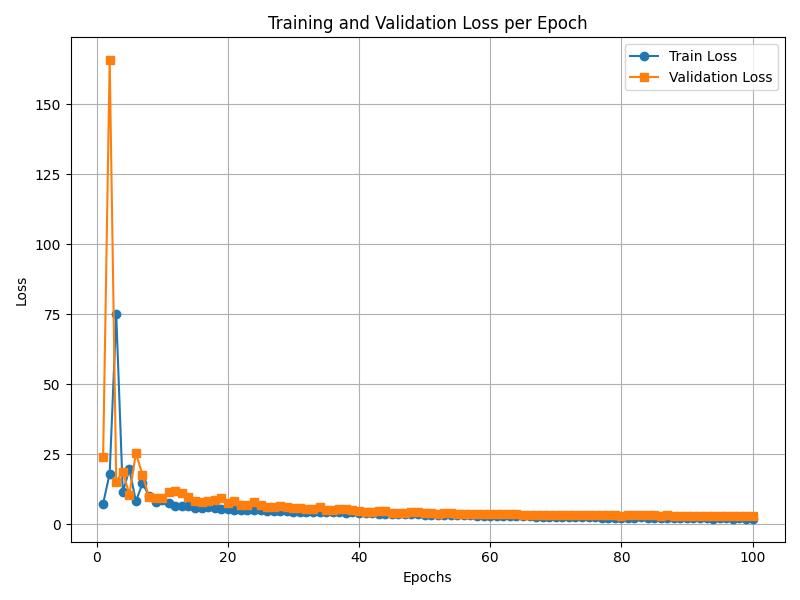 Training and Validation Loss per Epoch
Train Loss
Validation Loss
150
125
100
75
50
25
0
Loss
0 20 40 60 80 100
Epochs